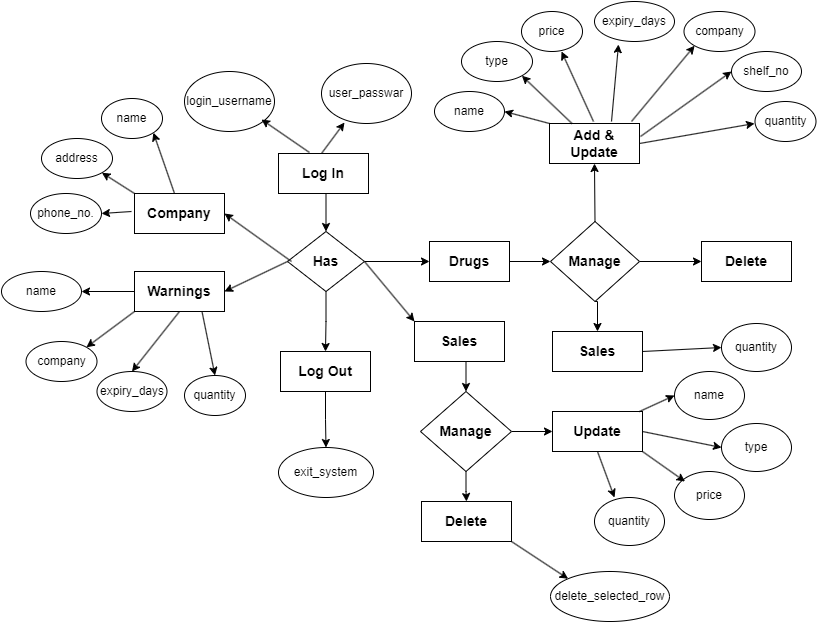 expiry_days
price
company
type
shelf_no
login_username
user_passwar
name
quantity
name
Add &
Update
address
Log In
phone_no.
Company
Has
Drugs
Manage
Delete
name
Warnings
Sales
Sales
quantity
company
Log Out
expiry_days
quantity
name
Manage
Update
type
exit_system
price
Delete
quantity
delete_selected_row